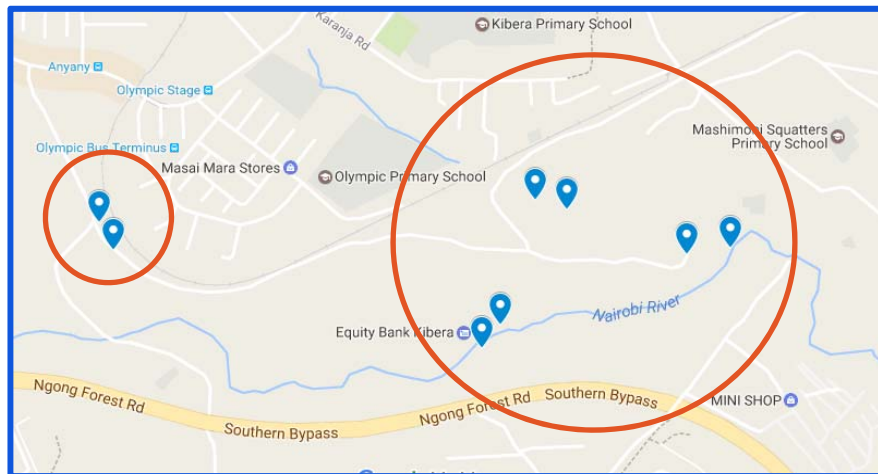 Kibera Primary School
Karanja Rd
Anyany
Olympic Stage
Mashimoni Squatters
Primary School
Olympic Bus Terminus
Masai Mara Stores
Olympic Primary School
Nairobi River
Equity Bank Kibera
Ngong Forest Rd
Southern Bypass
Ngong Forest Rd
Southern Bypass
MINI SHOP